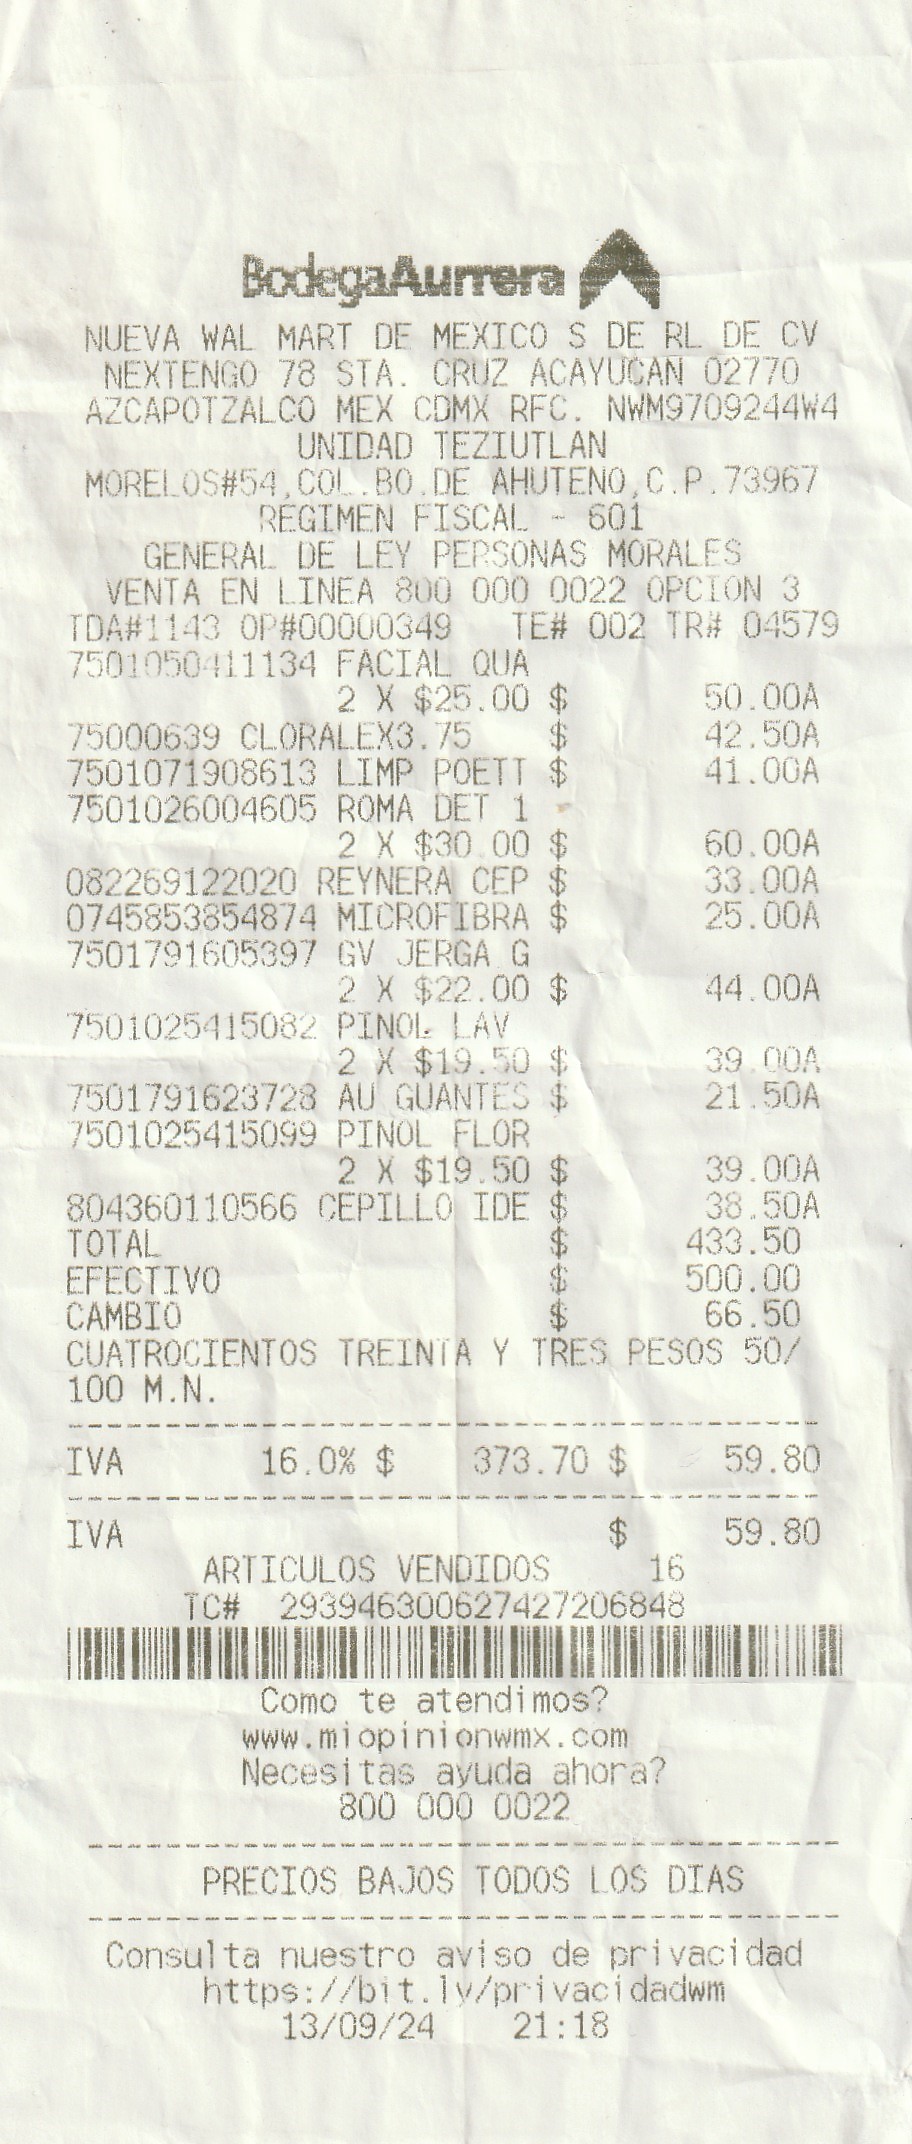 BodegaAurrera
NUEVA WAL MART DE MEXICO S DE RL DE CV
NEXTENGO 78 STA. CRUZ ACAYUCAN 02770
AZCAPOTZALCO MEX CDMX RFC. NWM9709244W4
UNIDAD TEZIUTLAN
MORELOS#54,COL.BO.DE AHUTENO,C.P.73967
REGIMEN FISCAL - 601
GENERAL DE LEY PERSONAS MORALES
VENTA EN LINEA 800 000 0022 OPCION 3
TDA#1143 OP#00000349 TE# 002 TR# 04579
7501050411134 FACIAL QUA
2 X $25.00 $ 50.00A
75000639 CLORALEX3.75 $ 42.50A
7501071908613 LIMP POETT $ 41.00A
7501026004605 ROMA DET 1
2 X $30.00 $ 60.00A
082269122020 REYNERA CEP $ 33.00A
0745853854874 MICROFIBRA $ 25.00A
7501791605397 GV JERGA G
2 X $22.00 $ 44.00A
7501025415082 PINOL LAV
2 X $19.50 $ 39.00A
7501791623728 AU GUANTES $ 21.50A
7501025415099 PINOL FLOR
2 X $19.50 $ 39.00A
804360110566 CEPILLO IDE $ 38.50A
TOTAL $ 433.50
EFECTIVO $ 500.00
CAMBIO $ 66.50
CUATROCIENTOS TREINTA Y TRES PESOS 50/
100 M.N.
IVA 16.0% $ 373.70 $ 59.80
IVA $ 59.80
ARTICULOS VENDIDOS 16
TC# 293946300627427206848
Como te atendimos?
www.miopinionwmx.com
Necesitas ayuda ahora?
800 000 0022
PRECIOS BAJOS TODOS LOS DIAS
Consulta nuestro aviso de privacidad
https://bit.ly/privacidadwm
13/09/24 21:18